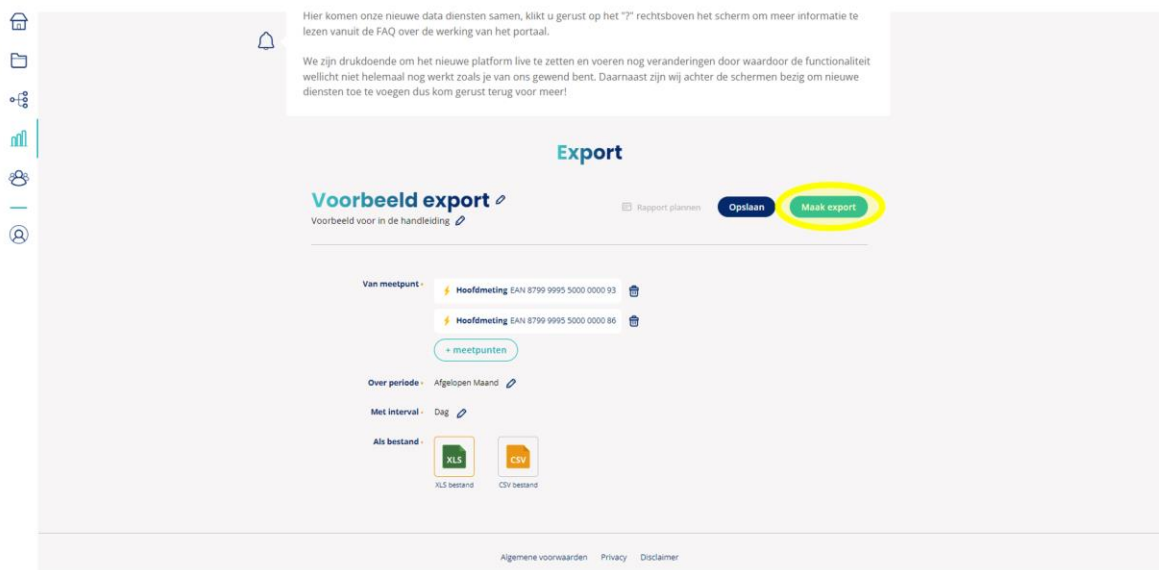 Hier komen onze nieuwe data diensten samen, klikt u gerust op het "?" rechtsboven het scherm om meer informatie te
lezen vanuit de FAQ over de werking van het portaal.
We zijn drukdoende om het nieuwe platform live te zetten en voeren nog veranderingen door waardoor de functionaliteit
wellicht niet helemaal nog werkt zoals je van ons gewend bent. Daarnaast zijn wij achter de schermen bezig om nieuwe
diensten toe te voegen dus kom gerust terug voor meer!
Export
Voorbeeld export
Voorbeeld voor in de handleiding
Rapport plannen Opslaan Maak export
Van meetpunt
Hoofdmeting EAN 8799 9995 5000 0000 93
Hoofdmeting EAN 8799 9995 5000 0000 86
+ meetpunten
Over periode Afgelopen Maand
Met interval Dag
Als bestand
XLS CSV
XLS bestand CSV bestand
Algemene voorwaarden Privacy Disclaimer